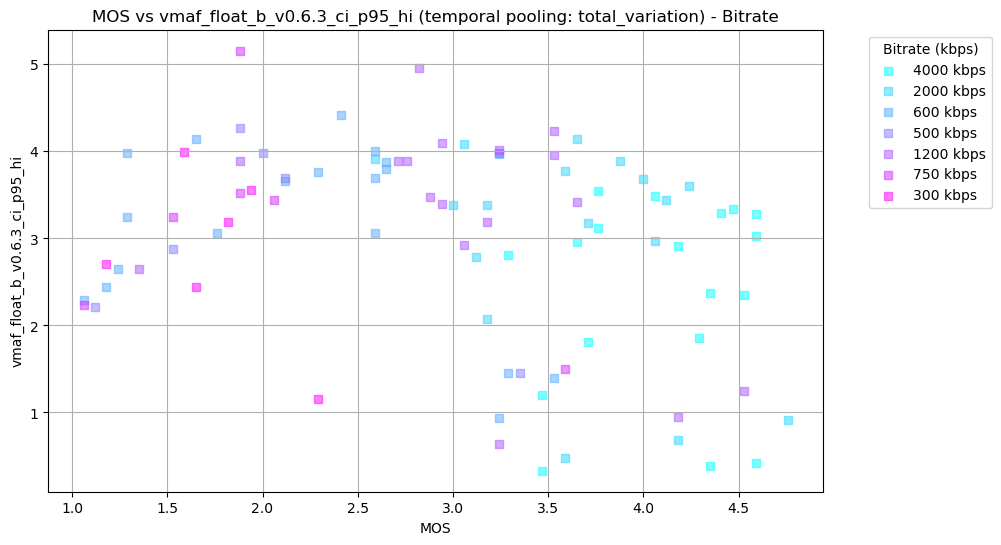 MOS vs vmaf_float_b_v0.6.3_ci_p95_hi (temporal pooling: total_variation) - Bitrate
vmaf_float_b_v0.6.3_ci_p95_hi
5
4
3
2
1
1.0 1.5 2.0 2.5 3.0 3.5 4.0 4.5
MOS
Bitrate (kbps)
4000 kbps
2000 kbps
600 kbps
500 kbps
1200 kbps
750 kbps
300 kbps